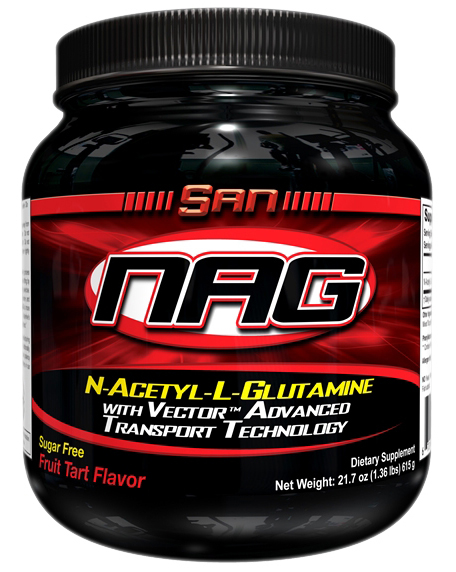 SAN
NAG
N-ACETYL-L-GLUTAMINE
WITH VECTOR™ ADVANCED
TRANSPORT TECHNOLOGY
Sugar Free
Fruit Tart Flavor
Dietary Supplement
Net Weight: 21.7 oz (1.36 lbs) 615 g